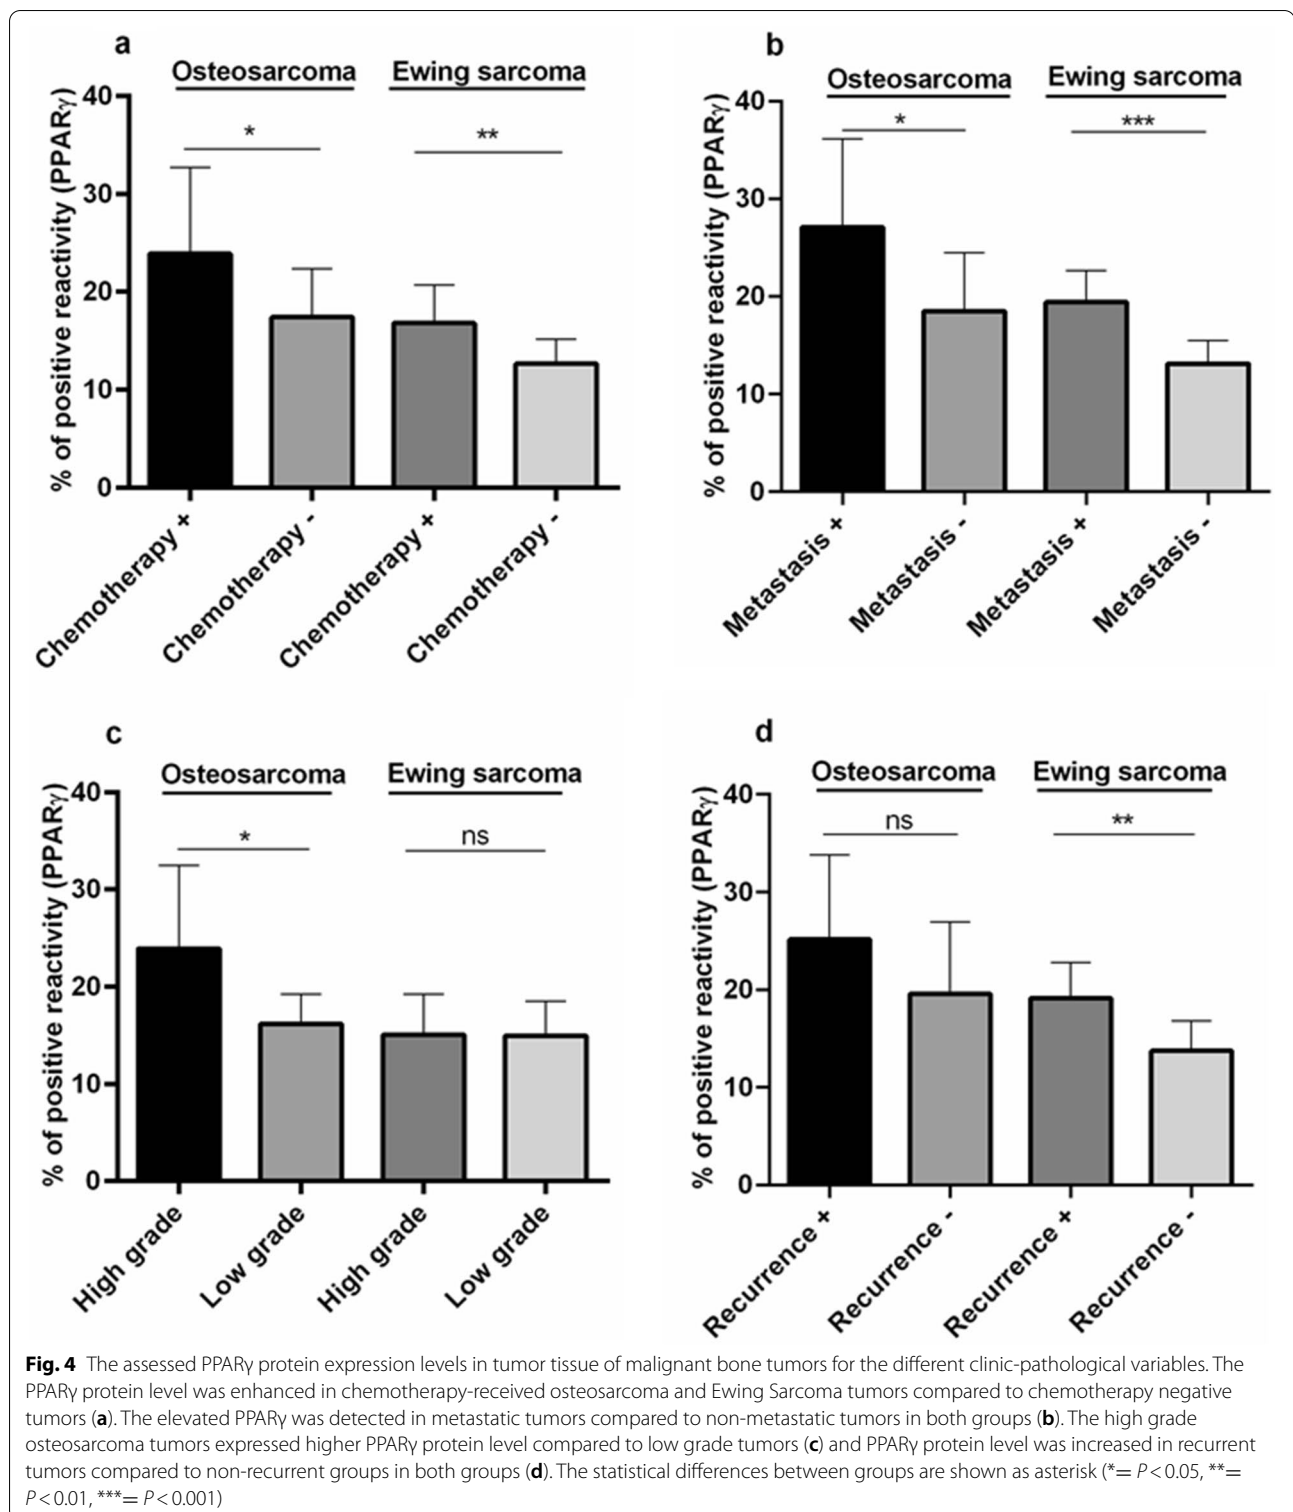 a
Osteosarcoma Ewing sarcoma
% of positive reactivity (PPARγ)
40
30
20
10
0
* **
Chemotherapy +
Chemotherapy -
Chemotherapy +
Chemotherapy -
b
Osteosarcoma Ewing sarcoma
% of positive reactivity (PPARγ)
40
30
20
10
0
* ***
Metastasis +
Metastasis -
Metastasis +
Metastasis -
c
Osteosarcoma Ewing sarcoma
% of positive reactivity (PPARγ)
40
30
20
10
0
* ns
High grade
Low grade
High grade
Low grade
d
Osteosarcoma Ewing sarcoma
% of positive reactivity (PPARγ)
40
30
20
10
0
ns **
Recurrence +
Recurrence -
Recurrence +
Recurrence -
Fig. 4 The assessed PPARγ protein expression levels in tumor tissue of malignant bone tumors for the different clinic-pathological variables. The
PPARγ protein level was enhanced in chemotherapy-received osteosarcoma and Ewing Sarcoma tumors compared to chemotherapy negative
tumors (a). The elevated PPARγ was detected in metastatic tumors compared to non-metastatic tumors in both groups (b). The high grade
osteosarcoma tumors expressed higher PPARγ protein level compared to low grade tumors (c) and PPARγ protein level was increased in recurrent
tumors compared to non-recurrent groups in both groups (d). The statistical differences between groups are shown as asterisk (*= P < 0.05, **=
P < 0.01, ***= P < 0.001)